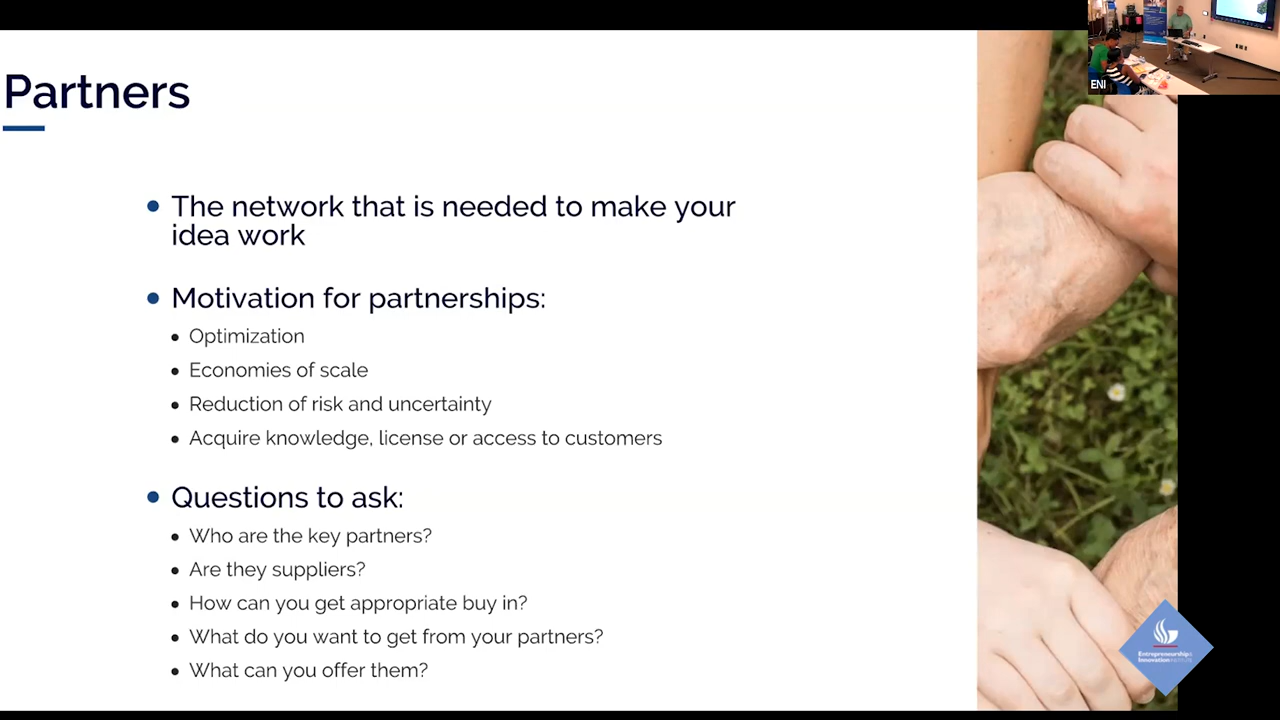 ENI
Partners
The network that is needed to make your
idea work
Motivation for partnerships:
Optimization
Economies of scale
Reduction of risk and uncertainty
Acquire knowledge, license or access to customers
Questions to ask:
Who are the key partners?
Are they suppliers?
How can you get appropriate buy in?
What do you want to get from your partners?
What can you offer them?
Entrepreneurship
Innovation